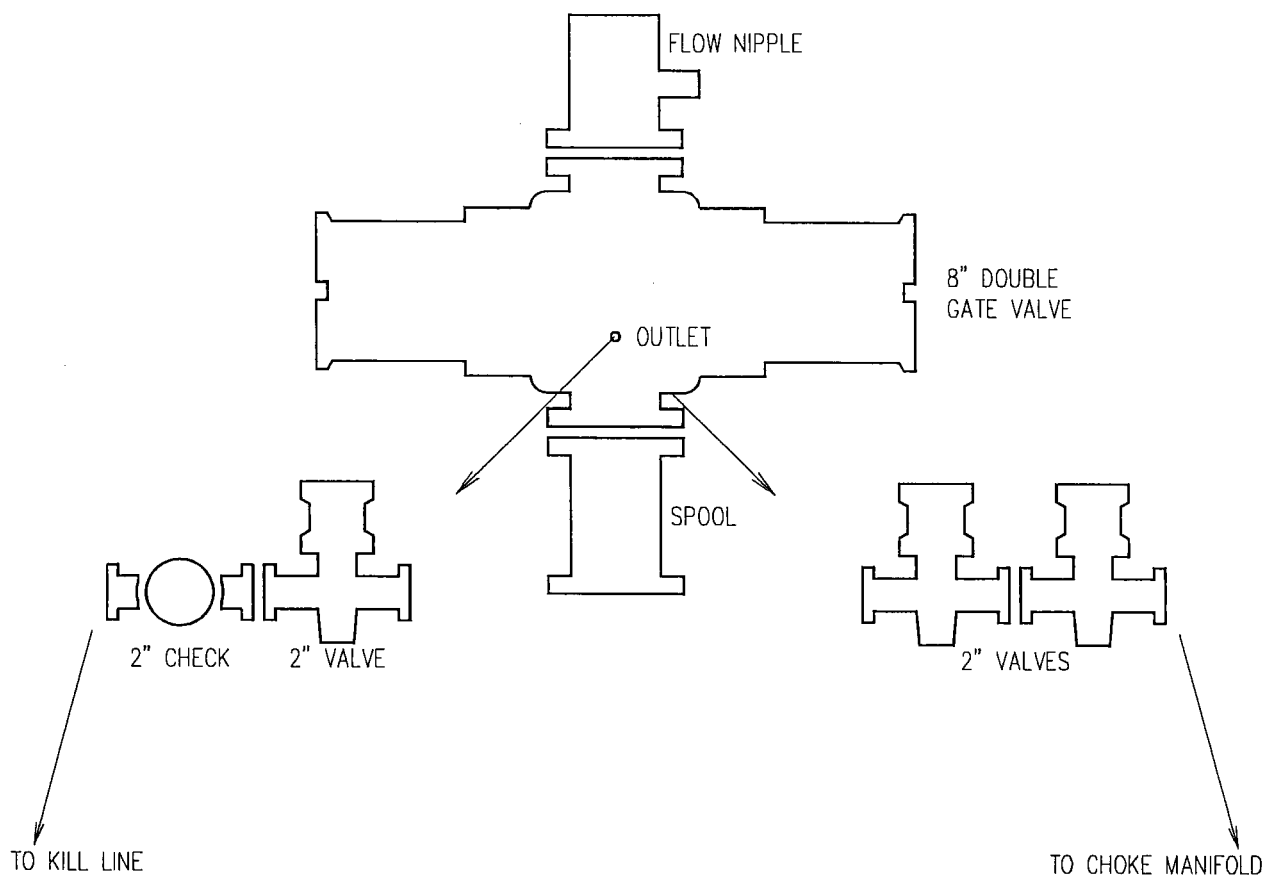 FLOW NIPPLE
8" DOUBLE
GATE VALVE
OUTLET
SPOOL
2" CHECK
2" VALVE
2" VALVES
TO KILL LINE
TO CHOKE MANIFOLD